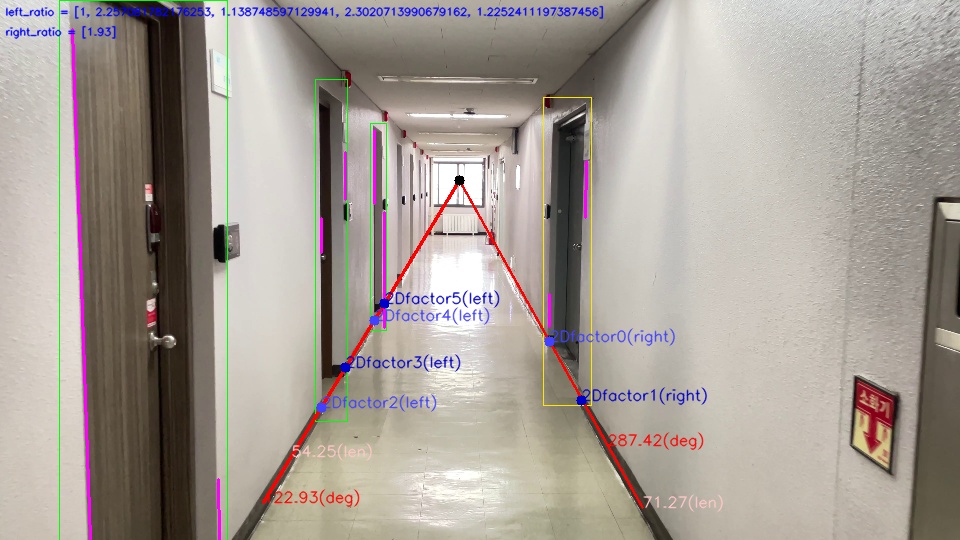 left_ratio = [1, 2.257061782176253, 1.138748597129941, 2.3020713990679162, 1.2252411197387456]
right_ratio = [1.93]
2Dfactor5(left)
2Dfactor4(left)
2Dfactor0(right)
2Dfactor3(left)
2Dfactor1(right)
2Dfactor2(left)
소화기
287.42(deg)
54.25(len)
22.93(deg)
71.27(len)